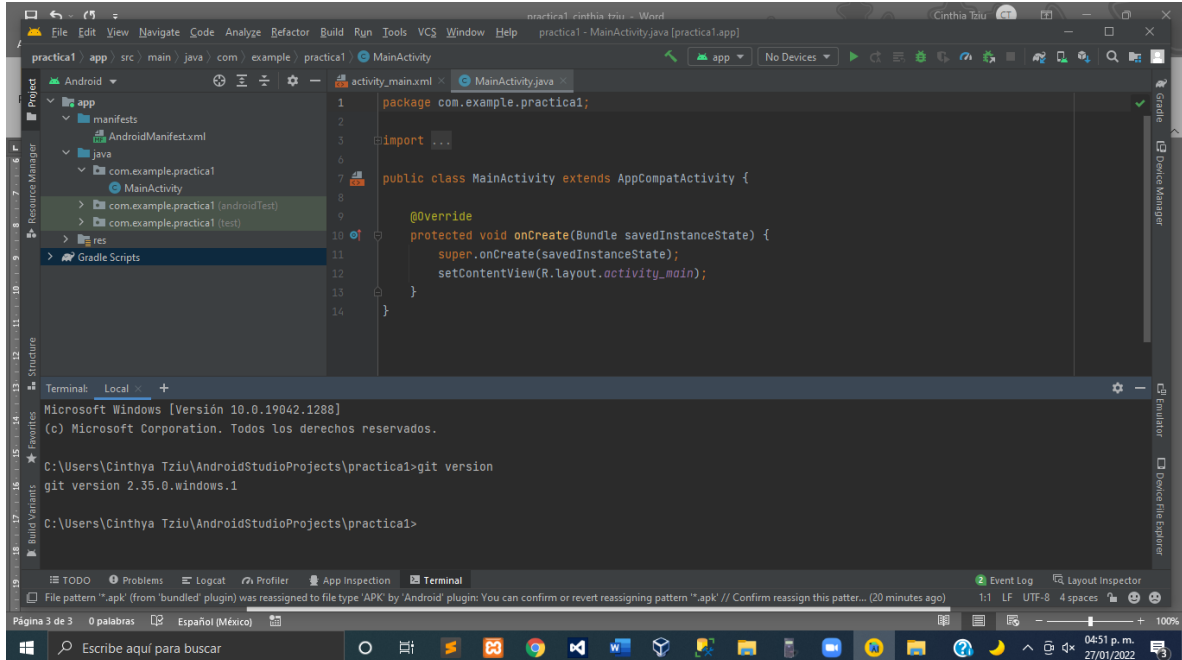 practica1 cinthia tziu - Word
Cinthia Tziu
CT
File Edit View Navigate Code Analyze Refactor Build Run Tools VCS Window Help practica1 - MainActivity.java [practica1.app]
practica1 app src main java com example practica1 MainActivity
app
No Devices
Android
activity_main.xml
MainActivity.java
Project
Resource Manager
Structure
Favorites
Build Variants
app
manifests
AndroidManifest.xml
java
com.example.practica1
MainActivity
com.example.practica1 (androidTest)
com.example.practica1 (test)
res
Gradle Scripts
1 package com.example.practica1;
2
3 import ...
6
7 public class MainActivity extends AppCompatActivity {
8
9 @Override
10 protected void onCreate(Bundle savedInstanceState) {
11 super.onCreate(savedInstanceState);
12 setContentView(R.layout.activity_main);
13 }
14 }
Gradle
Device Manager
Emulator
Device File Explorer
Terminal: Local +
Microsoft Windows [Versión 10.0.19042.1288]
(c) Microsoft Corporation. Todos los derechos reservados.
C:\Users\Cinthya Tziu\AndroidStudioProjects\practica1>git version
git version 2.35.0.windows.1
C:\Users\Cinthya Tziu\AndroidStudioProjects\practica1>
TODO Problems Logcat Profiler App Inspection Terminal
2 Event Log Layout Inspector
File pattern '*.apk' (from 'bundled' plugin) was reassigned to file type 'APK' by 'Android' plugin: You can confirm or revert reassigning pattern '*.apk' // Confirm reassign this patter... (20 minutes ago)
1:1 LF UTF-8 4 spaces
Página 3 de 3 0 palabras Español (México)
100%
Escribe aquí para buscar
04:51 p. m.
27/01/2022